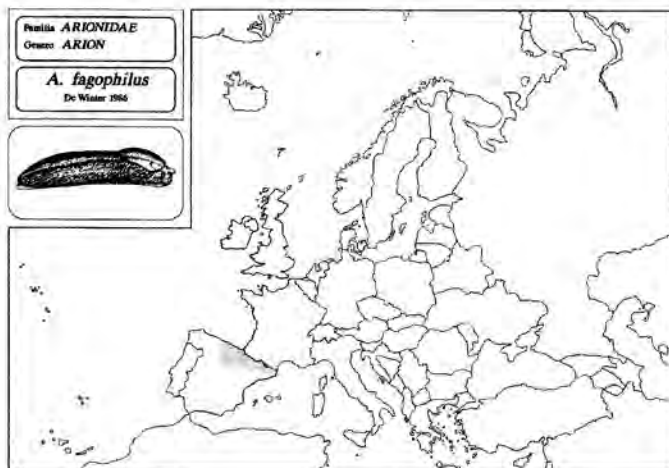 Familia ARIONIDAE
Genero ARION
A. fagophilus
De Winter 1986